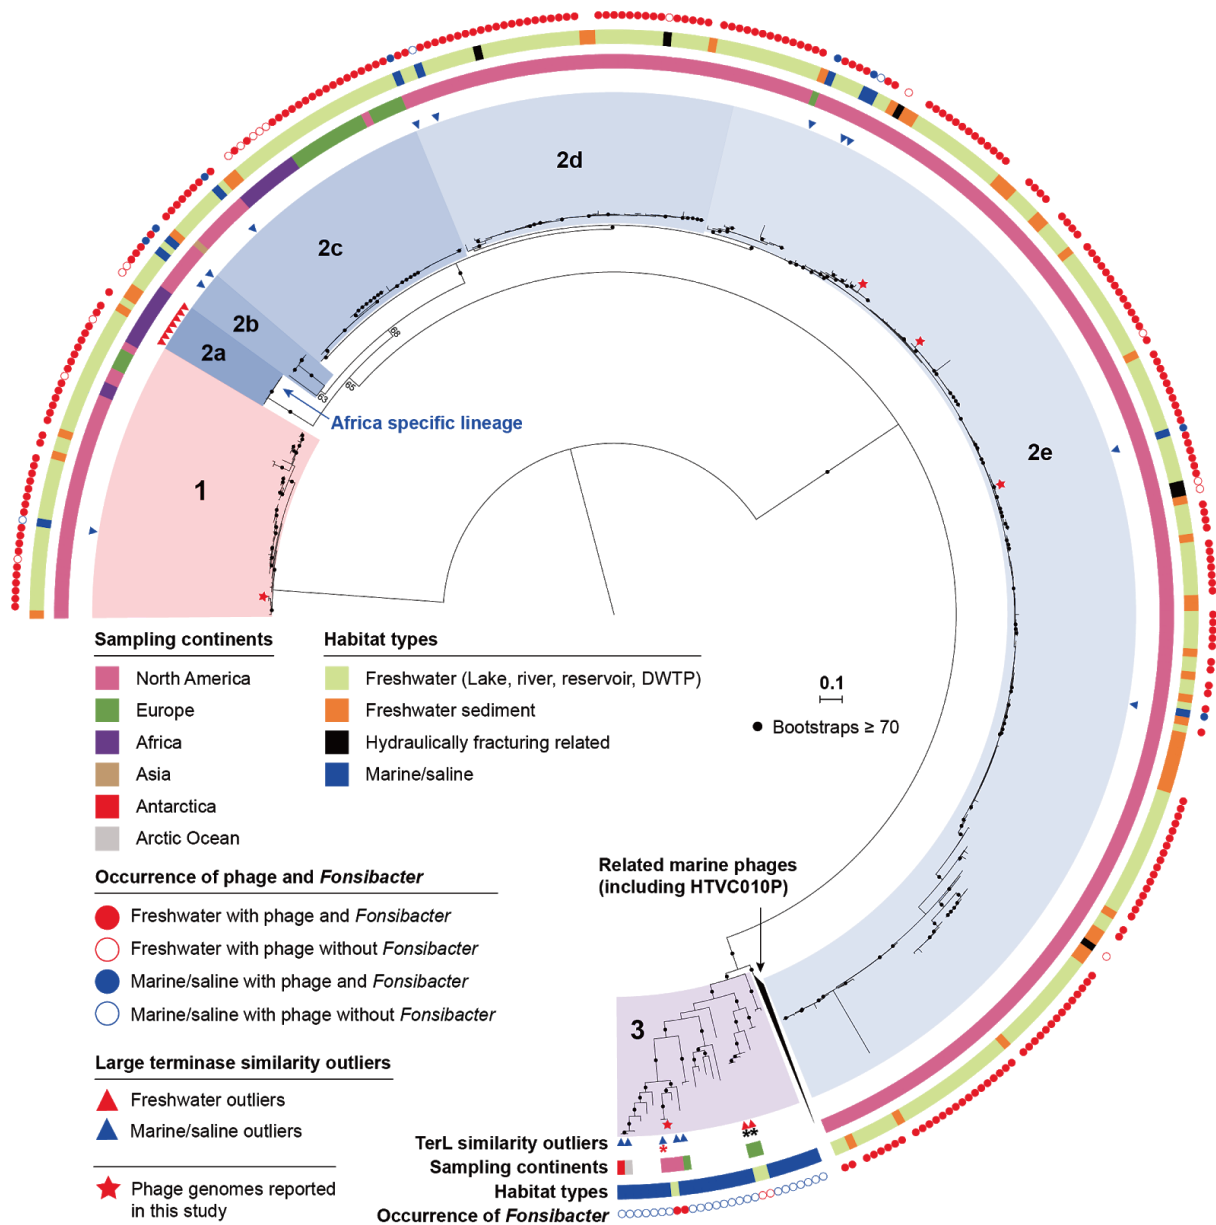 2d
2c
2b
2a
68
65
63
Africa specific lineage
1
2e
Sampling continents
North America
Europe
Africa
Asia
Antarctica
Arctic Ocean
Habitat types
Freshwater (Lake, river, reservoir, DWTP)
Freshwater sediment
Hydraulically fracturing related
Marine/saline
0.1
Bootstraps ≥ 70
Occurrence of phage and Fonsibacter
Freshwater with phage and Fonsibacter
Freshwater with phage without Fonsibacter
Marine/saline with phage and Fonsibacter
Marine/saline with phage without Fonsibacter
Related marine phages
(including HTVC010P)
3
Large terminase similarity outliers
Freshwater outliers
Marine/saline outliers
Phage genomes reported
in this study
TerL similarity outliers
* **
Sampling continents
Habitat types
Occurrence of Fonsibacter